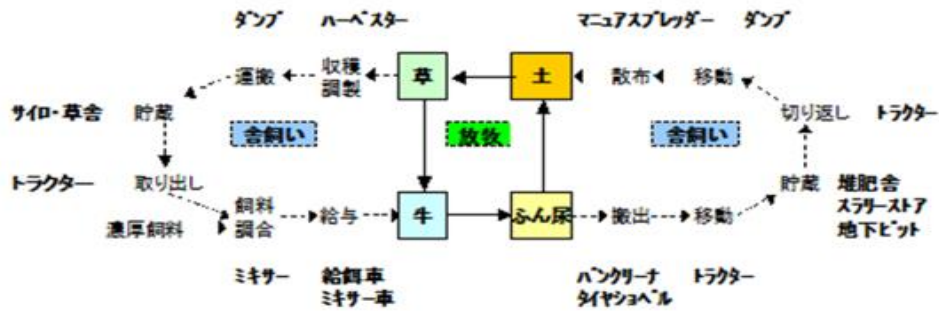 ダンプ ハーベスター マニュアスプレッダー ダンプ
運搬 収穫調製 草 土 散布 移動
サイロ・草舎 貯蔵 切り返し トラクター
舎飼い 放牧 舎飼い
トラクター 取り出し 貯蔵 堆肥舎
スラリーストア
地下ピット
濃厚飼料 飼料調合 給与 牛 ふん尿 搬出 移動
ミキサー 給餌車 バンクリーナ トラクター
ミキサー車 タイヤショベル